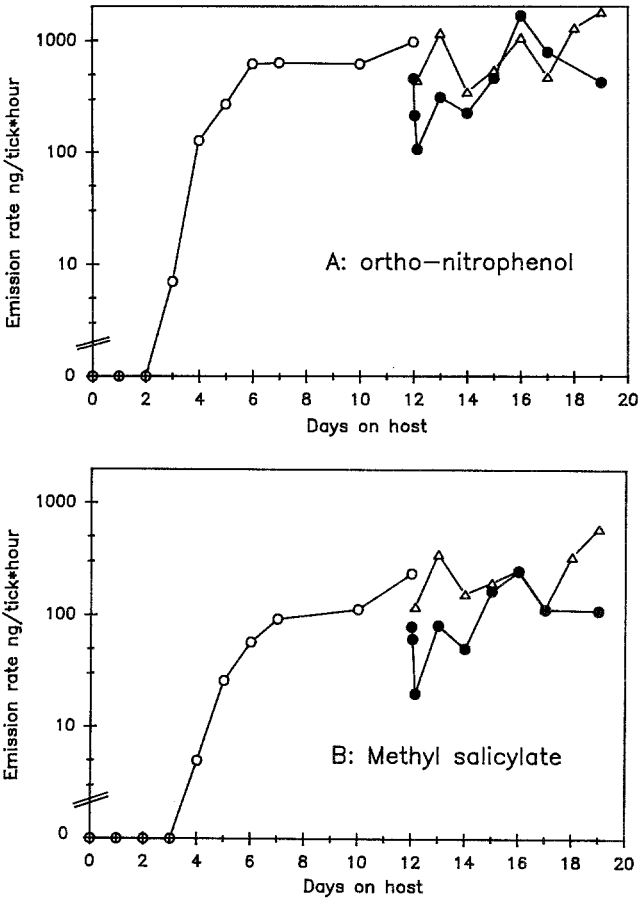 1000
100
10
0
Emission rate ng/tick*hour
A: ortho-nitrophenol
0 2 4 6 8 10 12 14 16 18 20
Days on host
1000
100
10
0
Emission rate ng/tick*hour
B: Methyl salicylate
0 2 4 6 8 10 12 14 16 18 20
Days on host